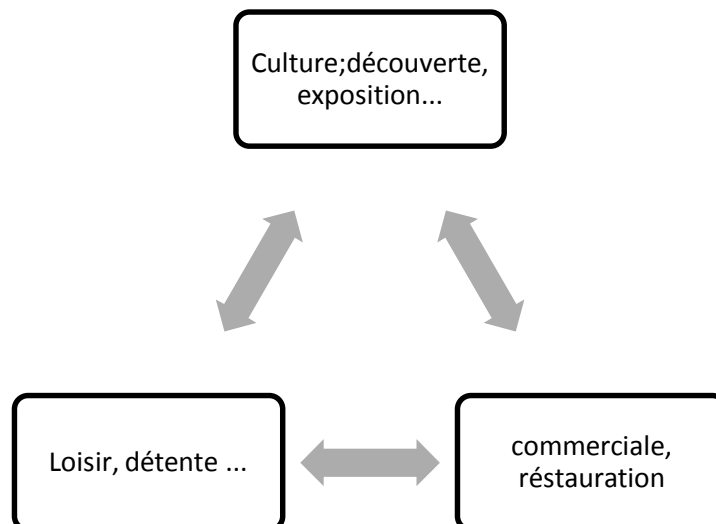 Culture;découverte,
exposition...
Loisir, détente ...
commerciale,
réstauration